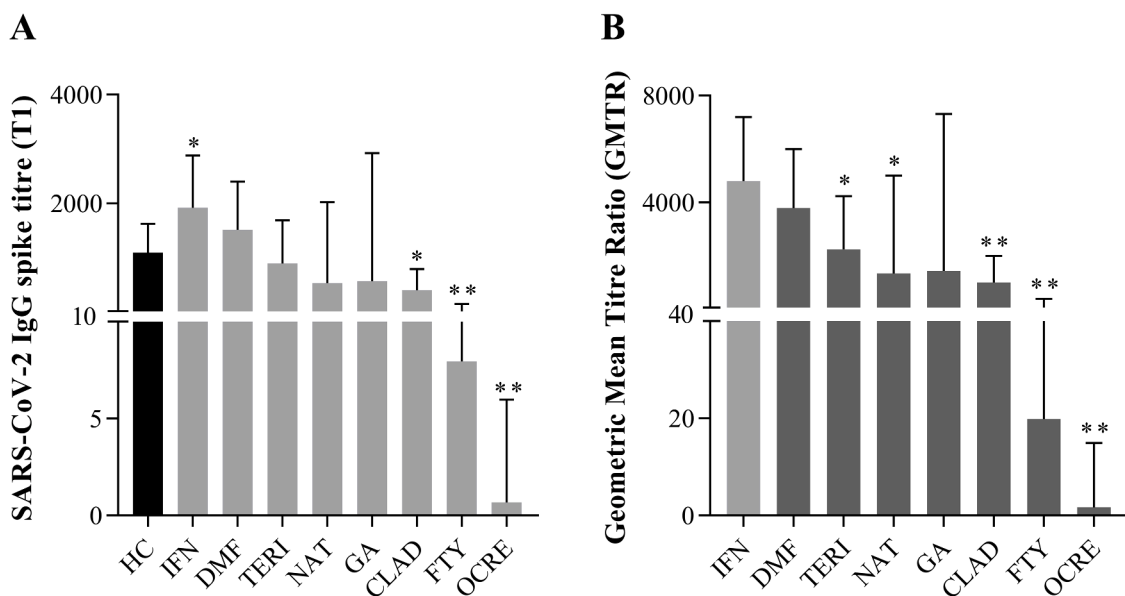 A
SARS-CoV-2 IgG spike titre (T1)
4000
2000
10
5
0
*
*
**
**
HC
IFN
DMF
TERI
NAT
GA
CLAD
FTY
OCRE
B
Geometric Mean Titre Ratio (GMTR)
8000
4000
40
20
0
*
*
**
**
**
IFN
DMF
TERI
NAT
GA
CLAD
FTY
OCRE